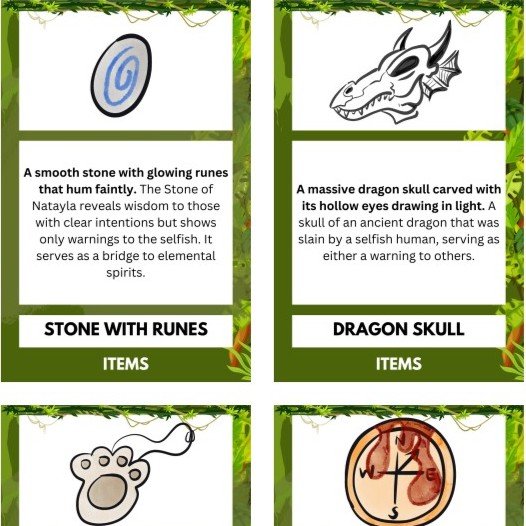 A smooth stone with glowing runes
that hum faintly. The Stone of
Natayla reveals wisdom to those
with clear intentions but shows
only warnings to the selfish. It
serves as a bridge to elemental
spirits.
STONE WITH RUNES
ITEMS
A massive dragon skull carved with
its hollow eyes drawing in light. A
skull of an ancient dragon that was
slain by a selfish human, serving as
either a warning to others.
DRAGON SKULL
ITEMS
N
W E
S